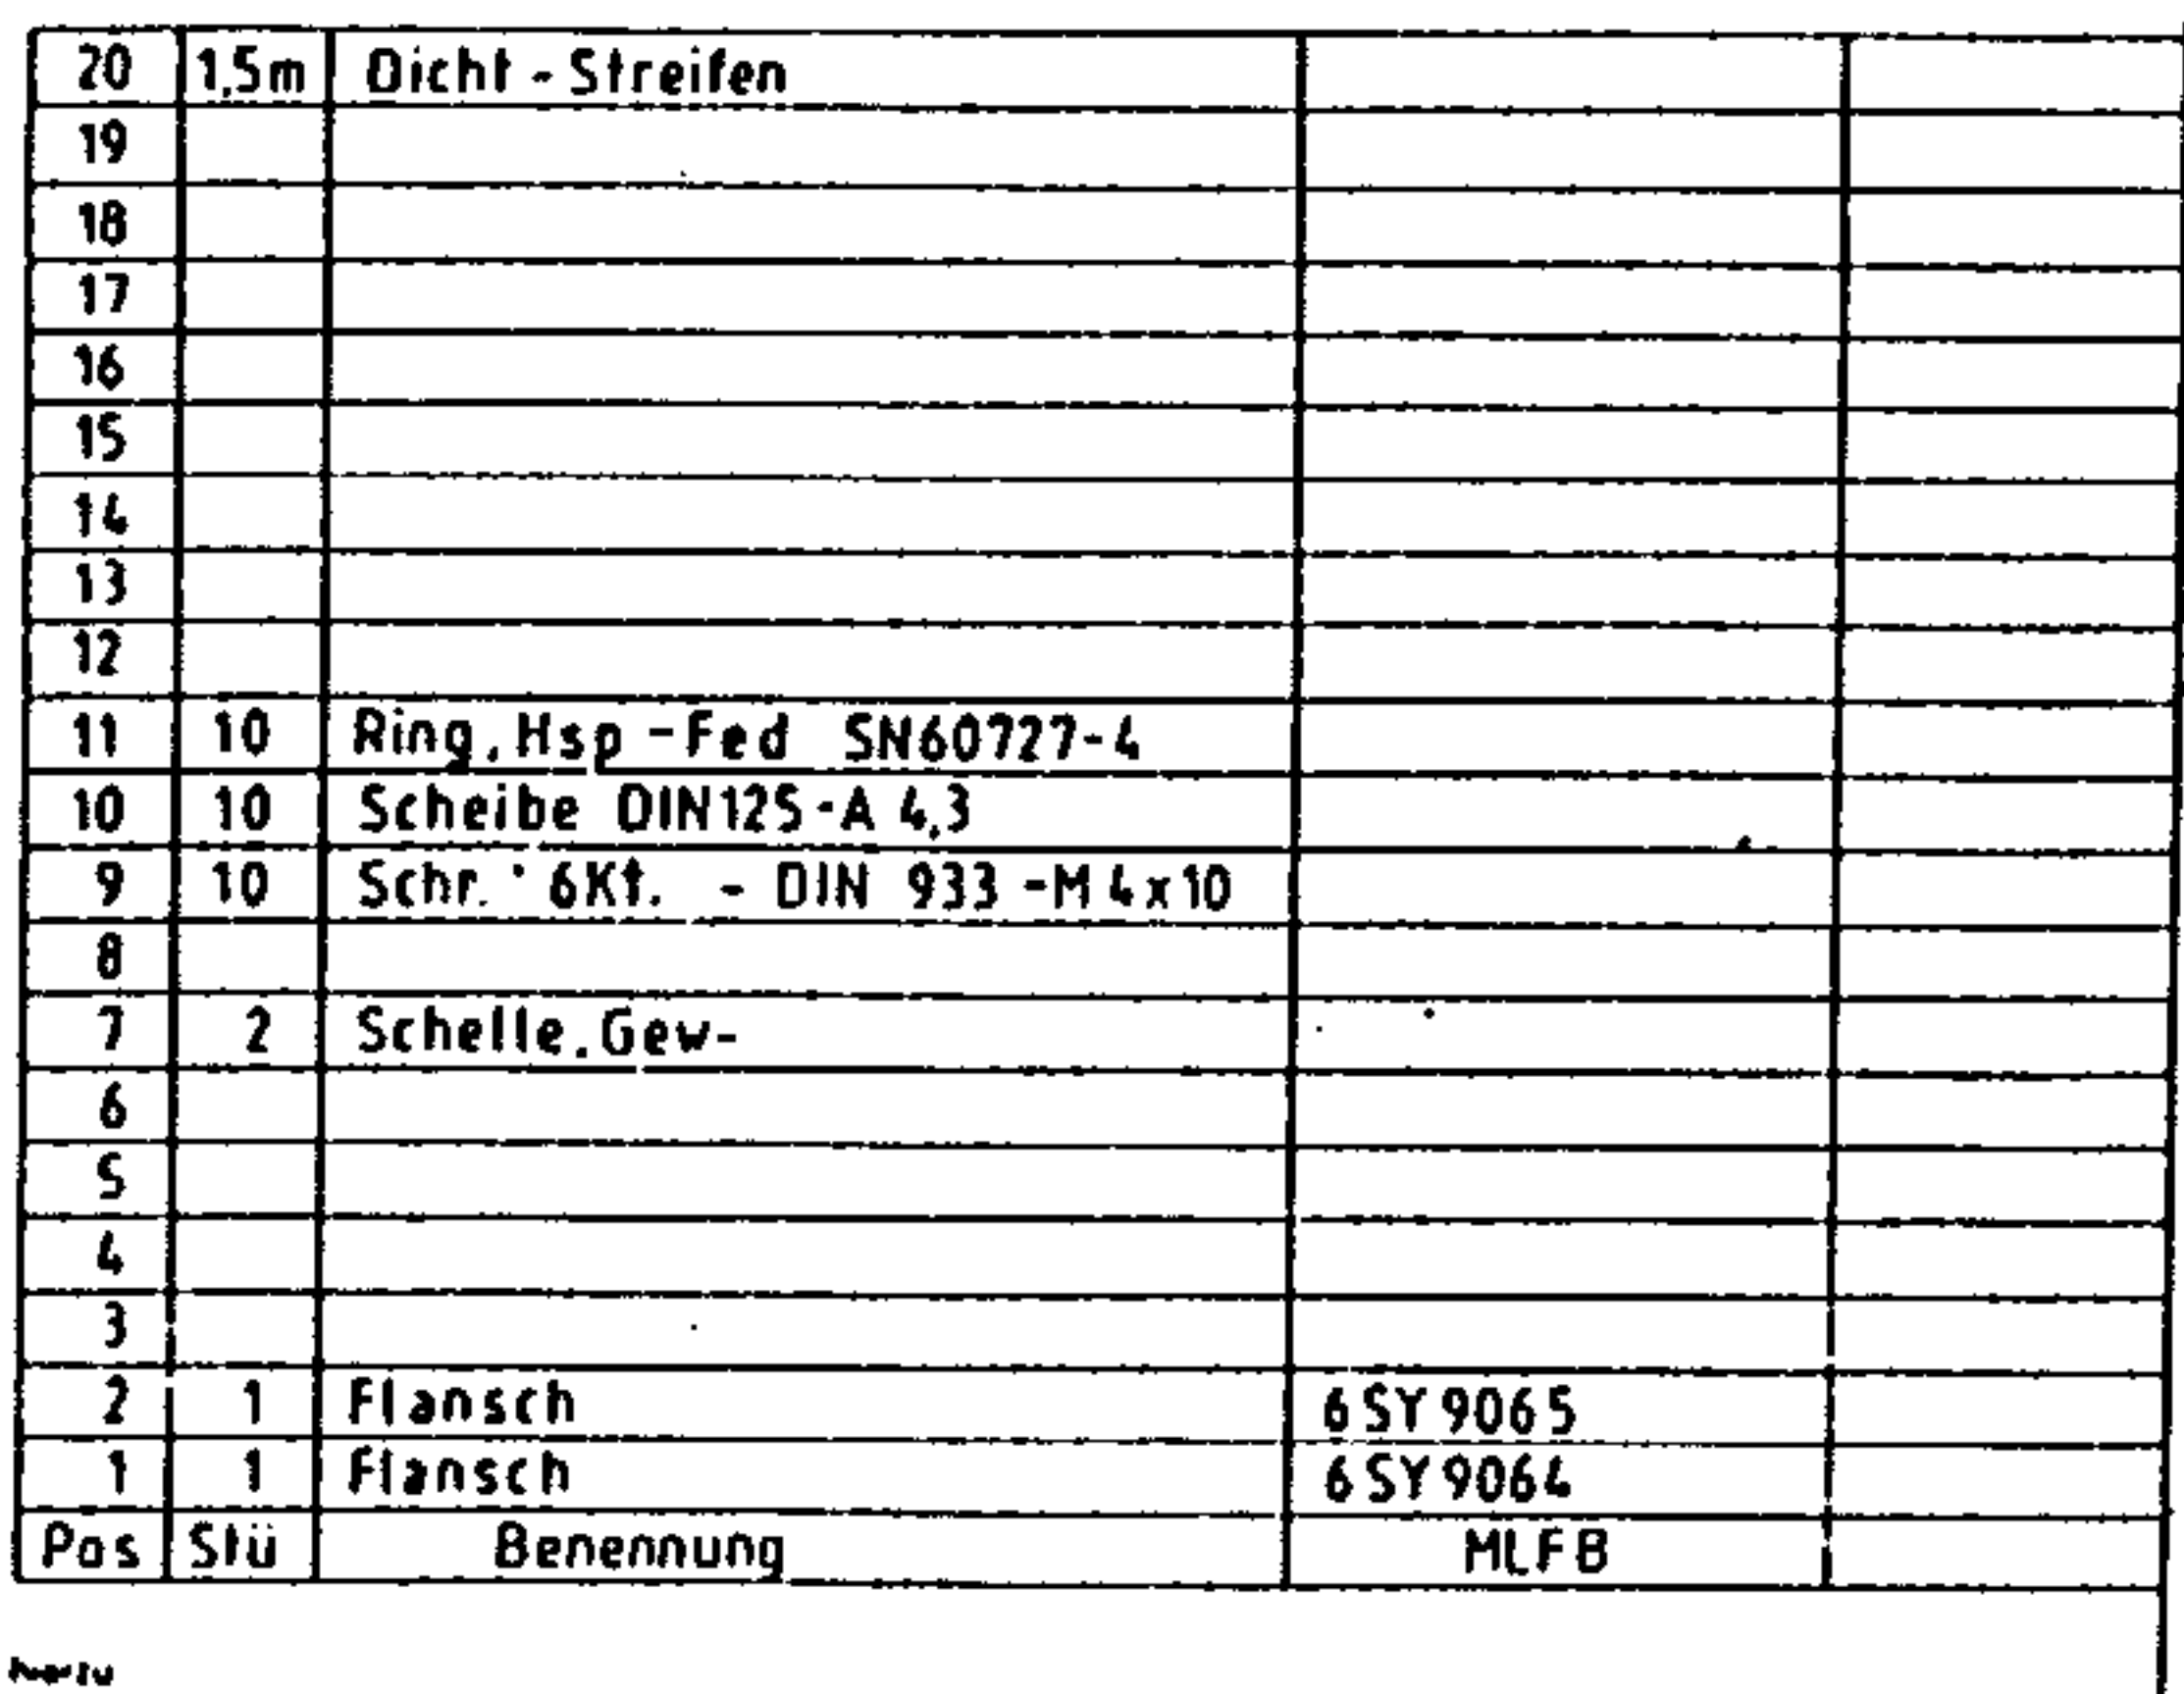 20 1,5m Dicht - Streifen
19
18
17
16
15
14
13
12
11 10 Ring, Hsp - Fed SN60727-4
10 10 Scheibe DIN125-A 4,3
9 10 Schr. 6Kt. - DIN 933 -M4x10
8
7 2 Schelle.Gew-
6
5
4
3
2 1 Flansch 6SY9065
1 1 Flansch 6SY9064
Pos Stü Benennung MLFB